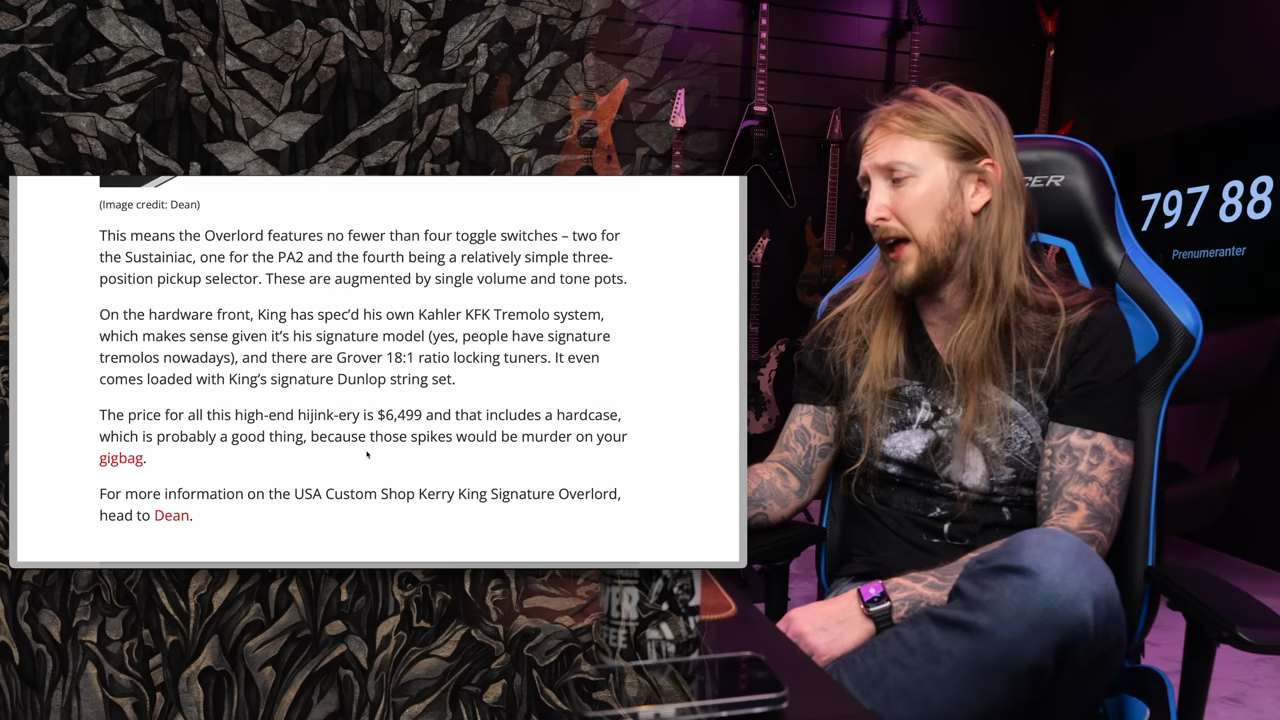 (Image credit: Dean)
This means the Overlord features no fewer than four toggle switches – two for
the Sustainiac, one for the PA2 and the fourth being a relatively simple three-
position pickup selector. These are augmented by single volume and tone pots.
On the hardware front, King has spec’d his own Kahler KFK Tremolo system,
which makes sense given it’s his signature model (yes, people have signature
tremolos nowadays), and there are Grover 18:1 ratio locking tuners. It even
comes loaded with King’s signature Dunlop string set.
The price for all this high-end hijink-ery is $6,499 and that includes a hardcase,
which is probably a good thing, because those spikes would be murder on your
gigbag.
For more information on the USA Custom Shop Kerry King Signature Overlord,
head to Dean.
797 88
Prenumeranter